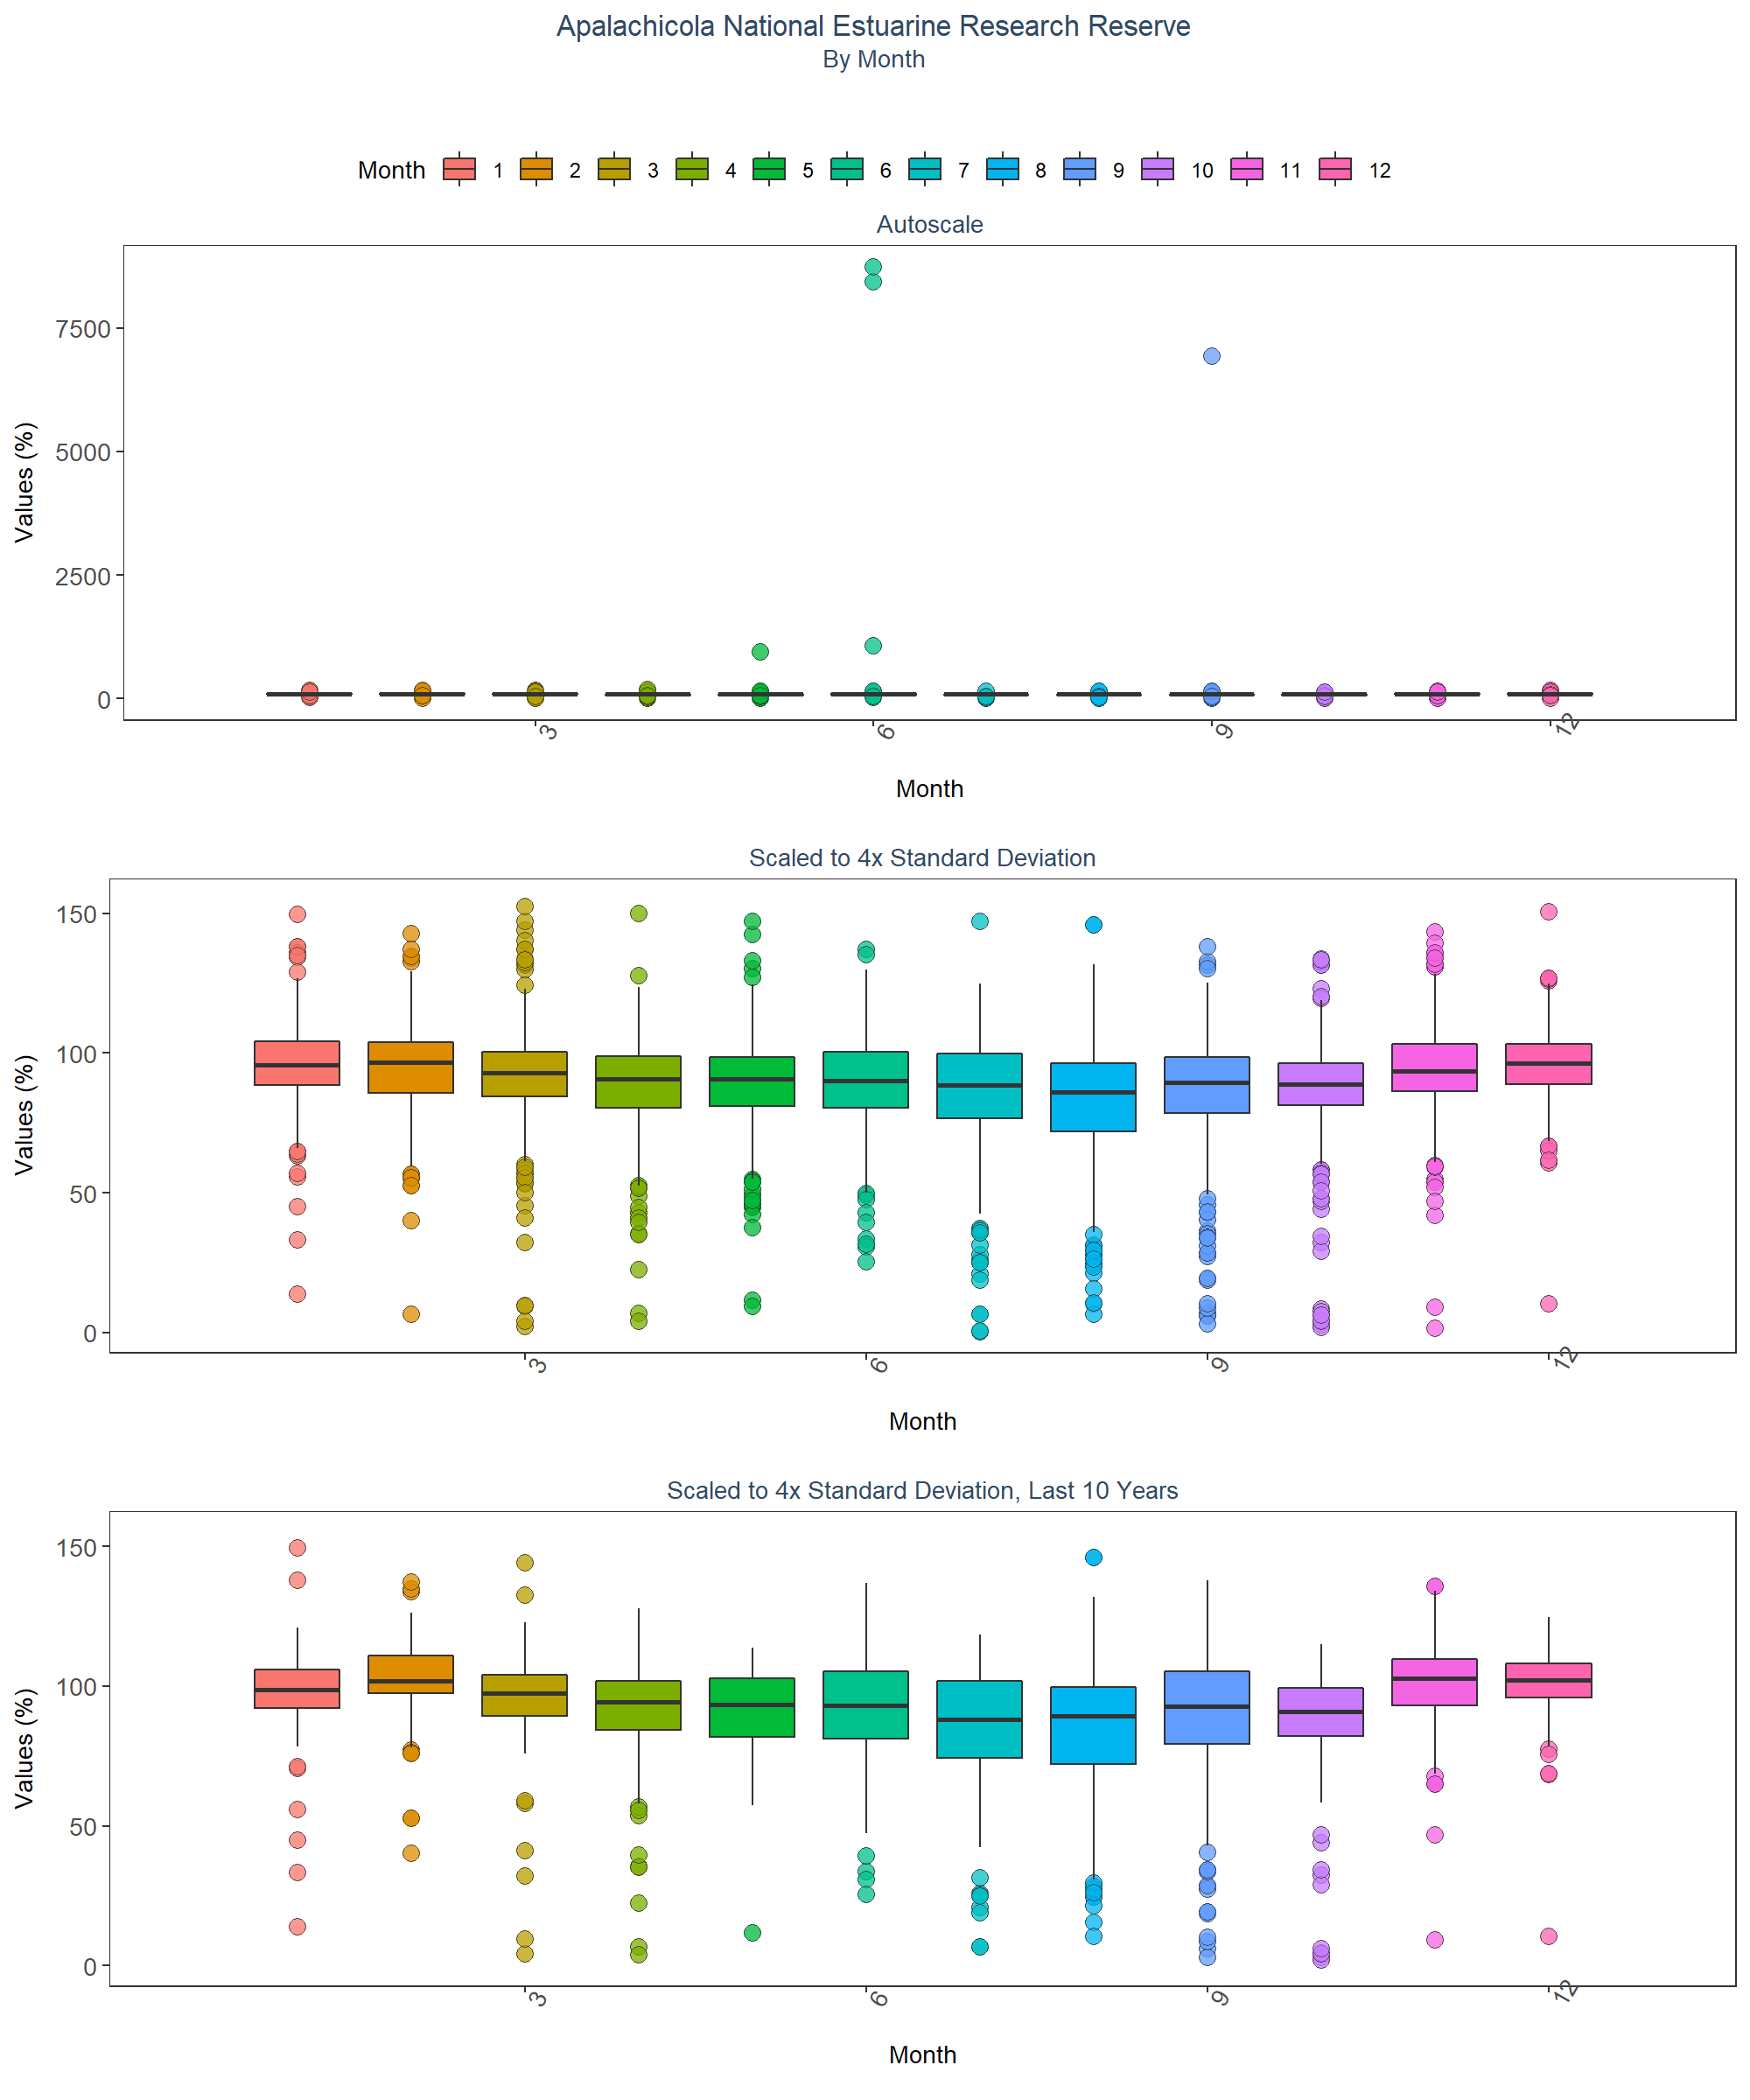 Apalachicola National Estuarine Research Reserve
By Month
Month 1 2 3 4 5 6 7 8 9 10 11 12
Autoscale
Values (%)
7500
5000
2500
0
3 6 9 12
Month
Scaled to 4x Standard Deviation
Values (%)
150
100
50
0
3 6 9 12
Month
Scaled to 4x Standard Deviation, Last 10 Years
Values (%)
150
100
50
0
3 6 9 12
Month